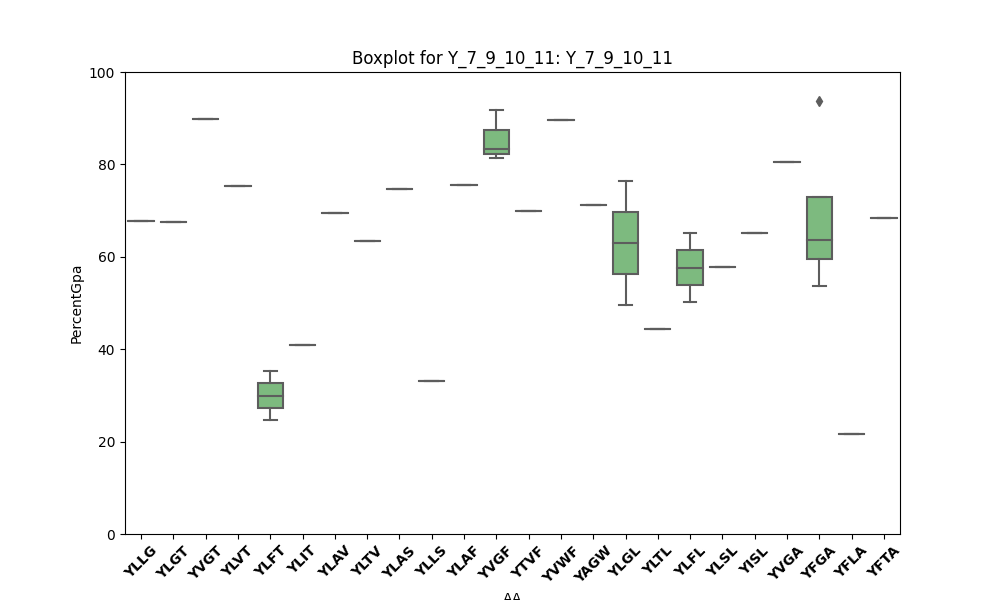 Boxplot for Y_7_9_10_11: Y_7_9_10_11
100
80
60
40
20
0
PercentGpa
YLLG YLGT YVGT YLVT YLFT YLIT YLAV YLTV YLAS YLLS YLAF YVGF YTVF YVWF YAGW YLGL YLTL YLFL YLSL YISL YVGA YFGA YFLA YFTA
AA